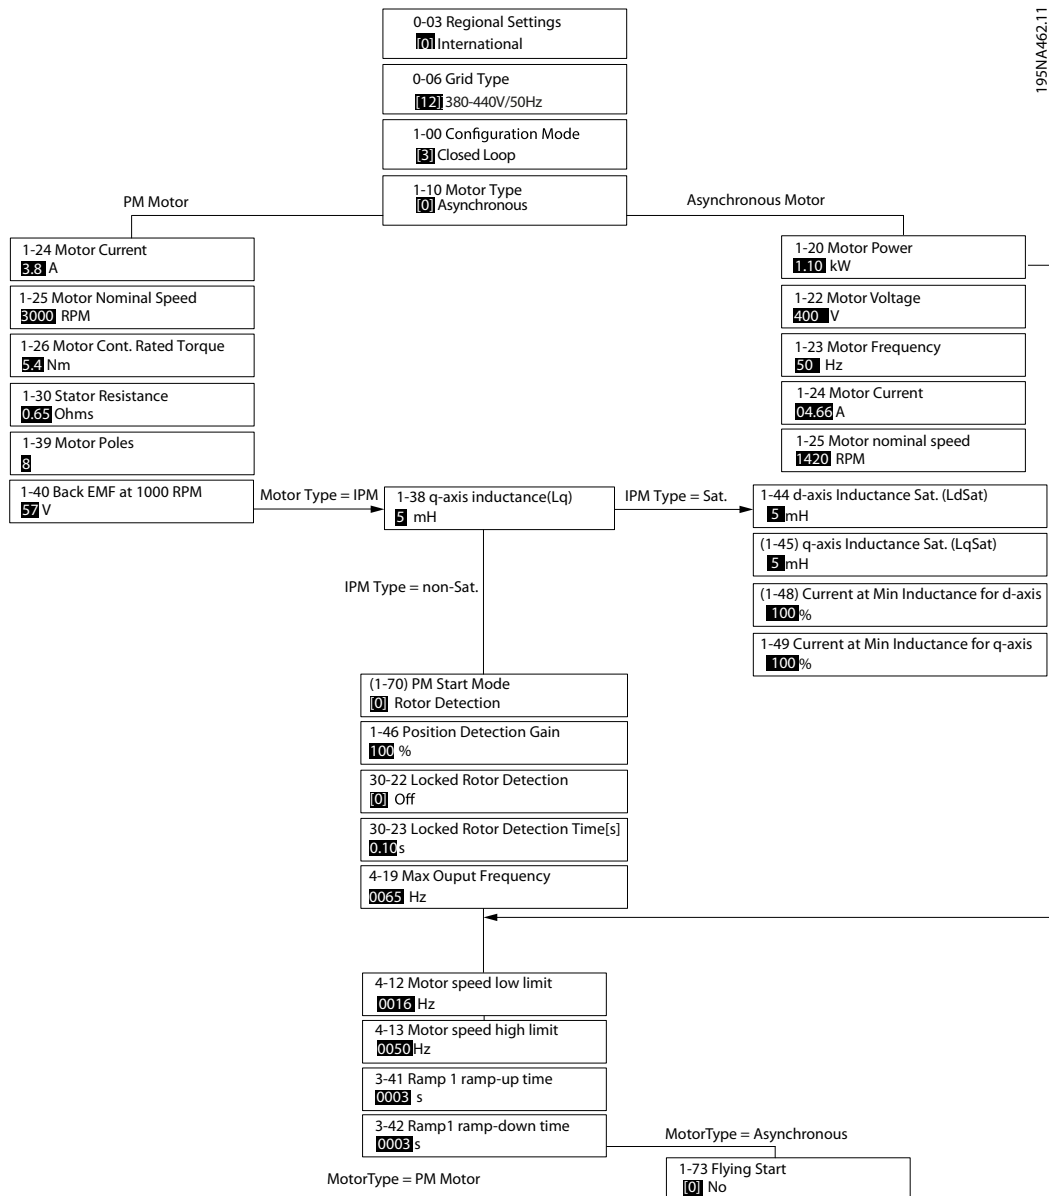 195NA462.11
0-03 Regional Settings
[0] International
0-06 Grid Type
[12] 380-440V/50Hz
1-00 Configuration Mode
[3] Closed Loop
1-10 Motor Type
[0] Asynchronous
PM Motor
Asynchronous Motor
1-24 Motor Current
3.8 A
1-25 Motor Nominal Speed
3000 RPM
1-26 Motor Cont. Rated Torque
5.4 Nm
1-30 Stator Resistance
0.65 Ohms
1-39 Motor Poles
8
1-40 Back EMF at 1000 RPM
57 V
1-20 Motor Power
1.10 kW
1-22 Motor Voltage
400 V
1-23 Motor Frequency
50 Hz
1-24 Motor Current
04.66 A
1-25 Motor nominal speed
1420 RPM
Motor Type = IPM
1-38 q-axis inductance(Lq)
5 mH
IPM Type = Sat.
1-44 d-axis Inductance Sat. (LdSat)
5 mH
(1-45) q-axis Inductance Sat. (LqSat)
5 mH
(1-48) Current at Min Inductance for d-axis
100 %
1-49 Current at Min Inductance for q-axis
100 %
IPM Type = non-Sat.
(1-70) PM Start Mode
[0] Rotor Detection
1-46 Position Detection Gain
100 %
30-22 Locked Rotor Detection
[0] Off
30-23 Locked Rotor Detection Time[s]
0.10 s
4-19 Max Ouput Frequency
0065 Hz
4-12 Motor speed low limit
0016 Hz
4-13 Motor speed high limit
0050 Hz
3-41 Ramp 1 ramp-up time
0003 s
3-42 Ramp1 ramp-down time
0003 s
MotorType = Asynchronous
MotorType = PM Motor
1-73 Flying Start
[0] No